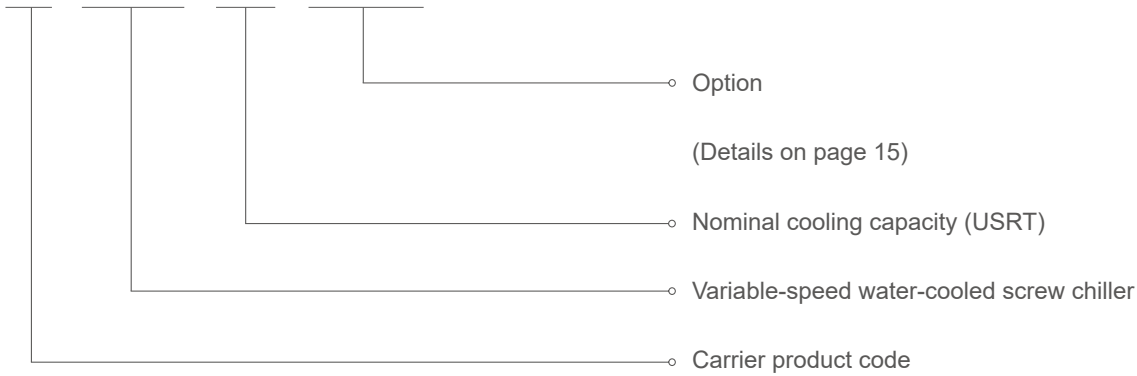 Option
(Details on page 15)
Nominal cooling capacity (USRT)
Variable-speed water-cooled screw chiller
Carrier product code